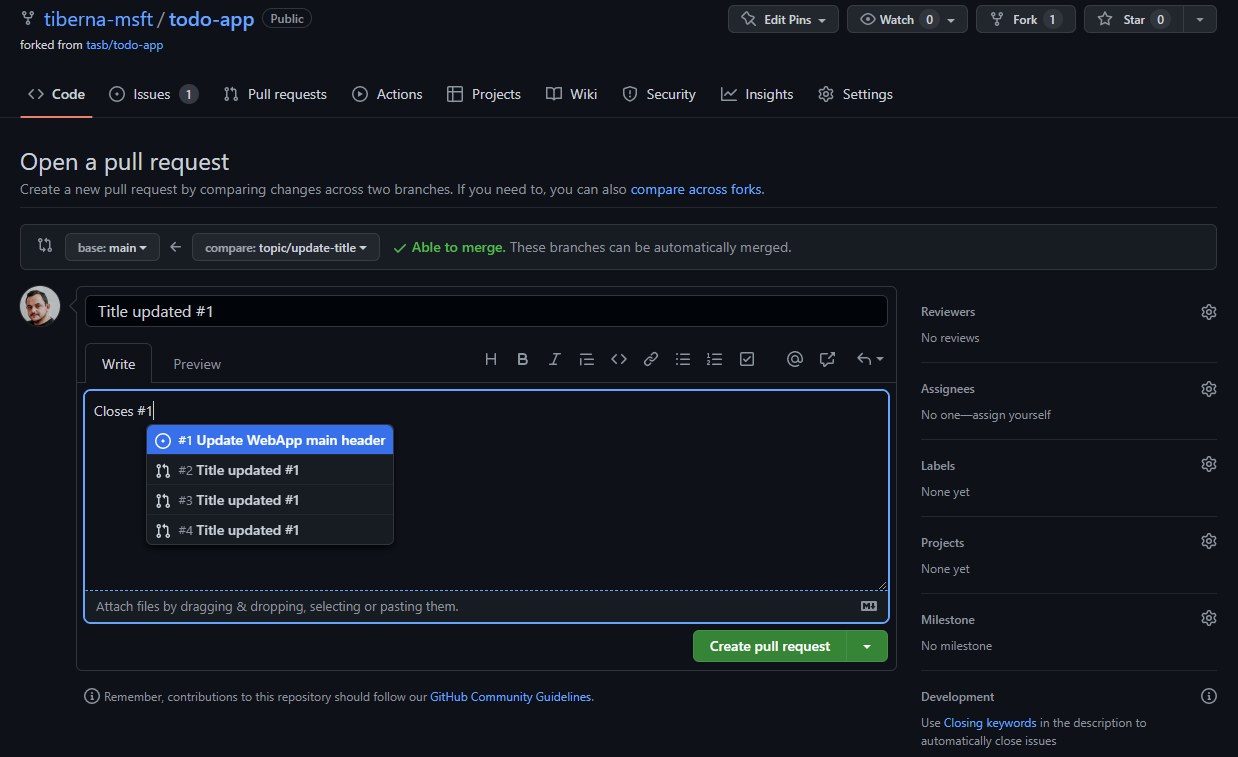 tiberna-msft / todo-app Public
Edit Pins Watch 0 Fork 1 Star 0
forked from tasb/todo-app
Code Issues 1 Pull requests Actions Projects Wiki Security Insights Settings
Open a pull request
Create a new pull request by comparing changes across two branches. If you need to, you can also compare across forks.
base: main compare: topic/update-title Able to merge. These branches can be automatically merged.
Title updated #1
Write Preview
Closes #1
#1 Update WebApp main header
#2 Title updated #1
#3 Title updated #1
#4 Title updated #1
Attach files by dragging & dropping, selecting or pasting them.
Create pull request
Remember, contributions to this repository should follow our GitHub Community Guidelines.
Reviewers
No reviews
Assignees
No one—assign yourself
Labels
None yet
Projects
None yet
Milestone
No milestone
Development
Use Closing keywords in the description to
automatically close issues